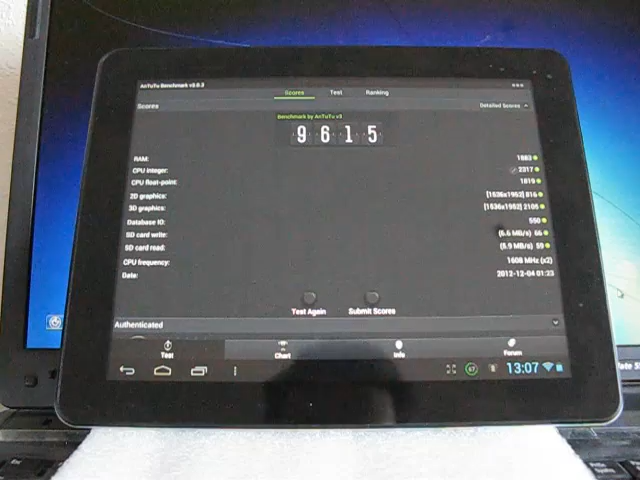 AnTuTu Benchmark v3.0.3
Scores Test Ranking
Scores Detailed Scores
Benchmark by AnTuTu v3
9615
RAM: 1883
CPU integer: 2317
CPU float-point: 1819
2D graphics: [1536x1952] 816
3D graphics: [1536x1952] 2105
Database IO: 550
SD card write: (6.6 MB/s) 66
SD card read: (5.9 MB/s) 59
CPU frequency: 1608 MHz (x2)
Date: 2012-12-04 01:23
Test Again Submit Scores
Authenticated
Test Chart Info Forum
13:07